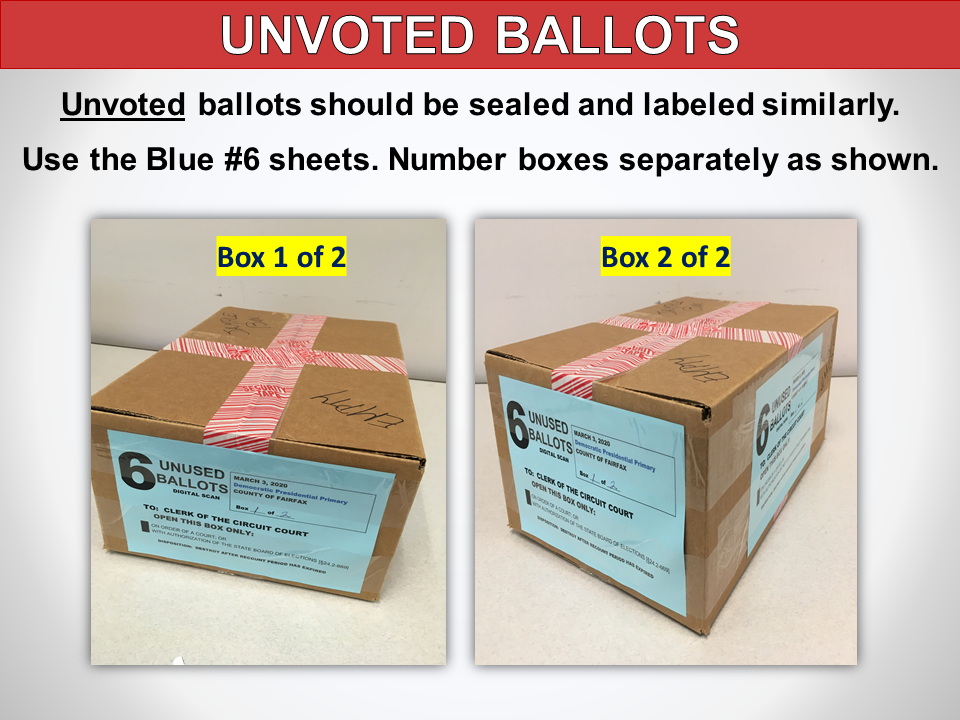 UNVOTED BALLOTS
Unvoted ballots should be sealed and labeled similarly.
Use the Blue #6 sheets. Number boxes separately as shown.
Box 1 of 2
EMPTY
SECURITY
TAPE
6
UNUSED
BALLOTS
DIGITAL SCAN
MARCH 3, 2020
Democratic Presidential Primary
COUNTY OF FAIRFAX
Box 1 of 2
TO: CLERK OF THE CIRCUIT COURT
OPEN THIS BOX ONLY:
ON ORDER OF A COURT; OR
WITH AUTHORIZATION OF THE STATE BOARD OF ELECTIONS [§24.2-669]
DISPOSITION: DESTROY AFTER RECOUNT PERIOD HAS EXPIRED
Box 2 of 2
EMPTY
SECURITY
TAPE
6
UNUSED
BALLOTS
DIGITAL SCAN
MARCH 3, 2020
Democratic Presidential Primary
COUNTY OF FAIRFAX
Box 1 of 2
TO: CLERK OF THE CIRCUIT COURT
OPEN THIS BOX ONLY:
ON ORDER OF A COURT; OR
WITH AUTHORIZATION OF THE STATE BOARD OF ELECTIONS [§24.2-669]
DISPOSITION: DESTROY AFTER RECOUNT PERIOD HAS EXPIRED
6
UNUSED
BALLOTS
TO: CLERK OF THE CIRCUIT COURT
OPEN THIS BOX ONLY: